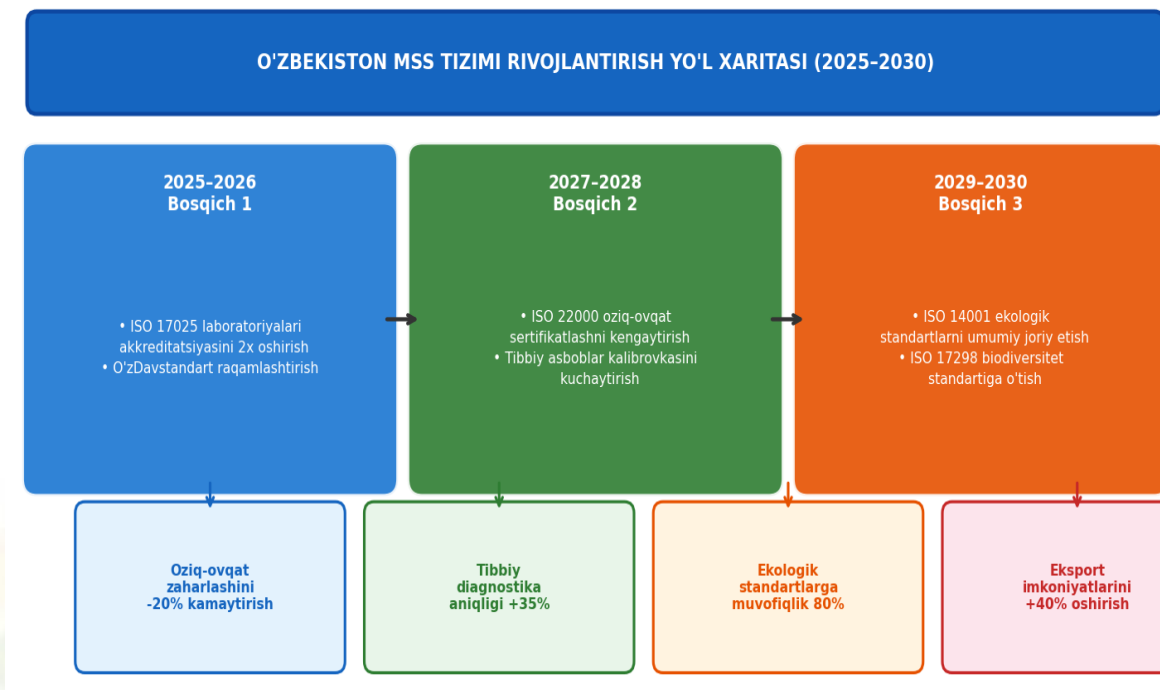 O'ZBEKISTON MSS TIZIMI RIVOJLANTIRISH YO'L XARITASI (2025–2030)
2025–2026
Bosqich 1
• ISO 17025 laboratoriyalari
akkreditatsiyasini 2x oshirish
• O'zDavstandart raqamlashtirish
2027–2028
Bosqich 2
• ISO 22000 oziq-ovqat
sertifikatlashni kengaytirish
• Tibbiy asboblar kalibrovkasini
kuchaytirish
2029–2030
Bosqich 3
• ISO 14001 ekologik
standartlarni umumiy joriy etish
• ISO 17298 biodiversitet
standartiga o'tish
Oziq-ovqat
zaharlashini
-20% kamaytirish
Tibbiy
diagnostika
aniqligi +35%
Ekologik
standartlarga
muvofiqlik 80%
Eksport
imkoniyatlarini
+40% oshirish